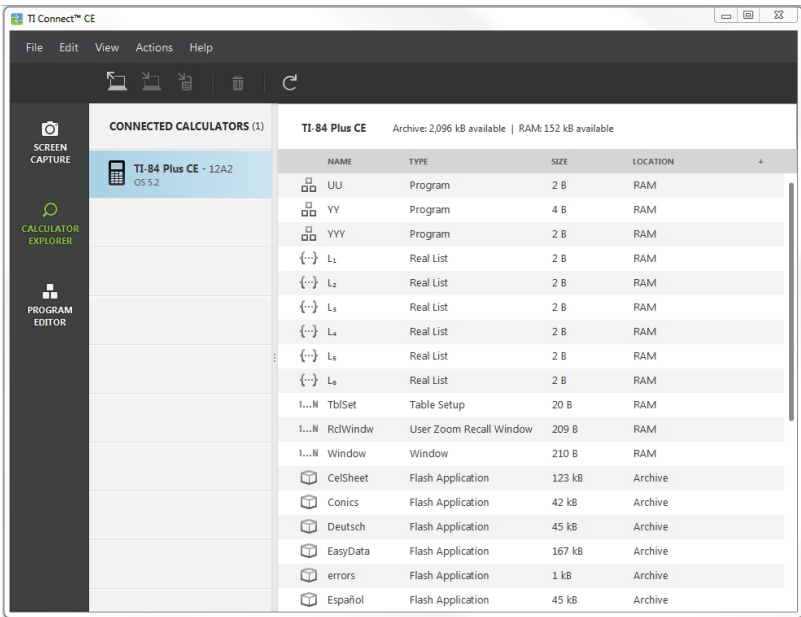 TI Connect™ CE
File Edit View Actions Help
SCREEN
CAPTURE
CALCULATOR
EXPLORER
PROGRAM
EDITOR
CONNECTED CALCULATORS (1)
TI-84 Plus CE - 12A2
OS 5.2
TI-84 Plus CE Archive: 2,096 kB available | RAM: 152 kB available
NAME TYPE SIZE LOCATION +
UU Program 2 B RAM
YY Program 4 B RAM
YYY Program 2 B RAM
{···} L₁ Real List 2 B RAM
{···} L₂ Real List 2 B RAM
{···} L₃ Real List 2 B RAM
{···} L₄ Real List 2 B RAM
{···} L₅ Real List 2 B RAM
{···} L₆ Real List 2 B RAM
1...N TblSet Table Setup 20 B RAM
1...N RclWindw User Zoom Recall Window 209 B RAM
1...N Window Window 210 B RAM
CelSheet Flash Application 123 kB Archive
Conics Flash Application 42 kB Archive
Deutsch Flash Application 45 kB Archive
EasyData Flash Application 167 kB Archive
errors Flash Application 1 kB Archive
Español Flash Application 45 kB Archive